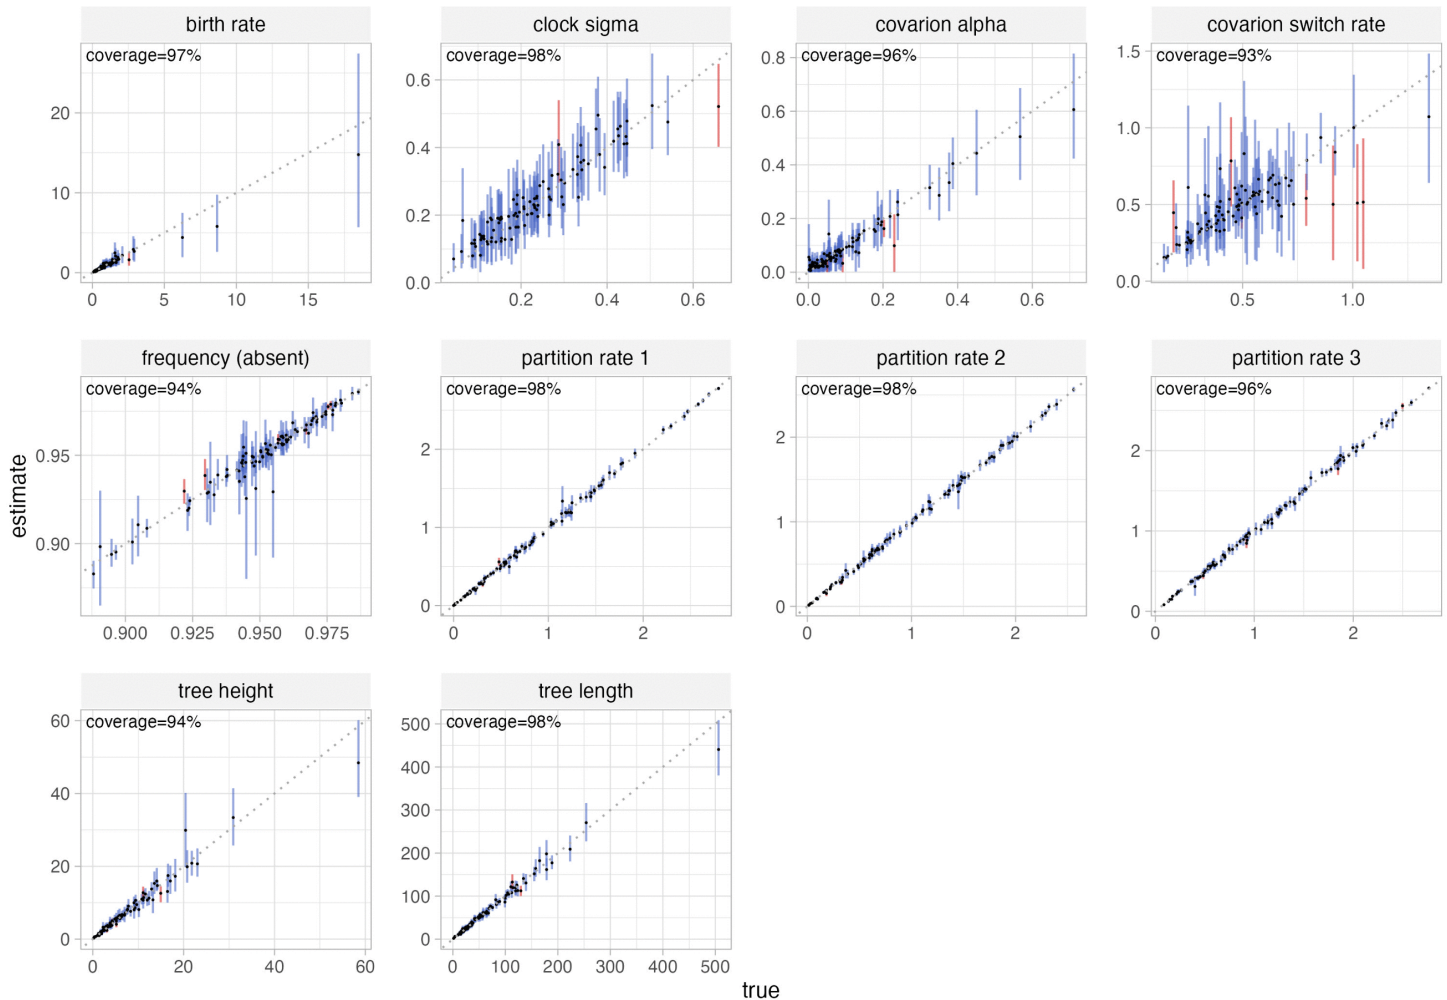 birth rate
clock sigma
covarion alpha
covarion switch rate
coverage=97%
coverage=98%
coverage=96%
coverage=93%
20
10
0
0.6
0.4
0.2
0.0
0.8
0.6
0.4
0.2
0.0
1.5
1.0
0.5
0.0
0 5 10 15
0.2 0.4 0.6
0.0 0.2 0.4 0.6
0.5 1.0
frequency (absent)
partition rate 1
partition rate 2
partition rate 3
coverage=94%
coverage=98%
coverage=98%
coverage=96%
estimate
0.95
0.90
2
1
0
2
1
0
2
1
0
0.900 0.925 0.950 0.975
0 1 2
0 1 2
0 1 2
tree height
tree length
coverage=94%
coverage=98%
60
40
20
0
500
400
300
200
100
0
0 20 40 60
0 100 200 300 400 500
true